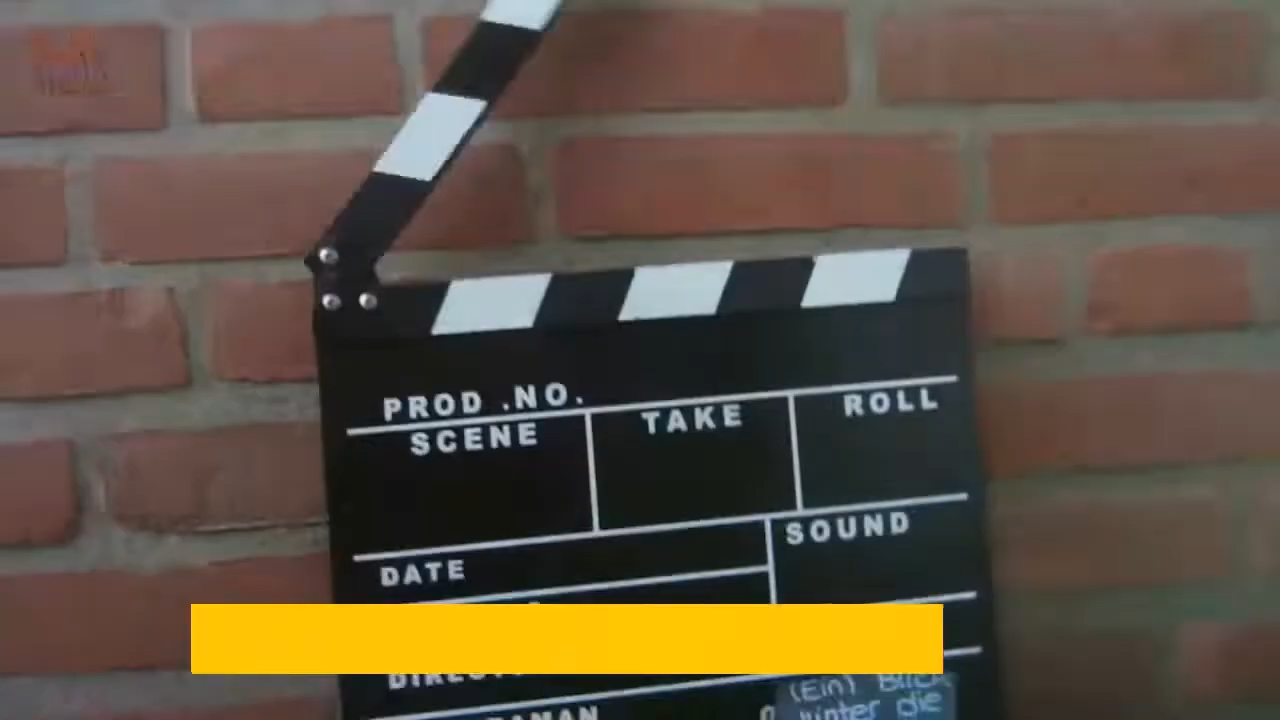 PROD .NO.
SCENE
TAKE
ROLL
SOUND
DATE
(Ein) Blick
hinter die